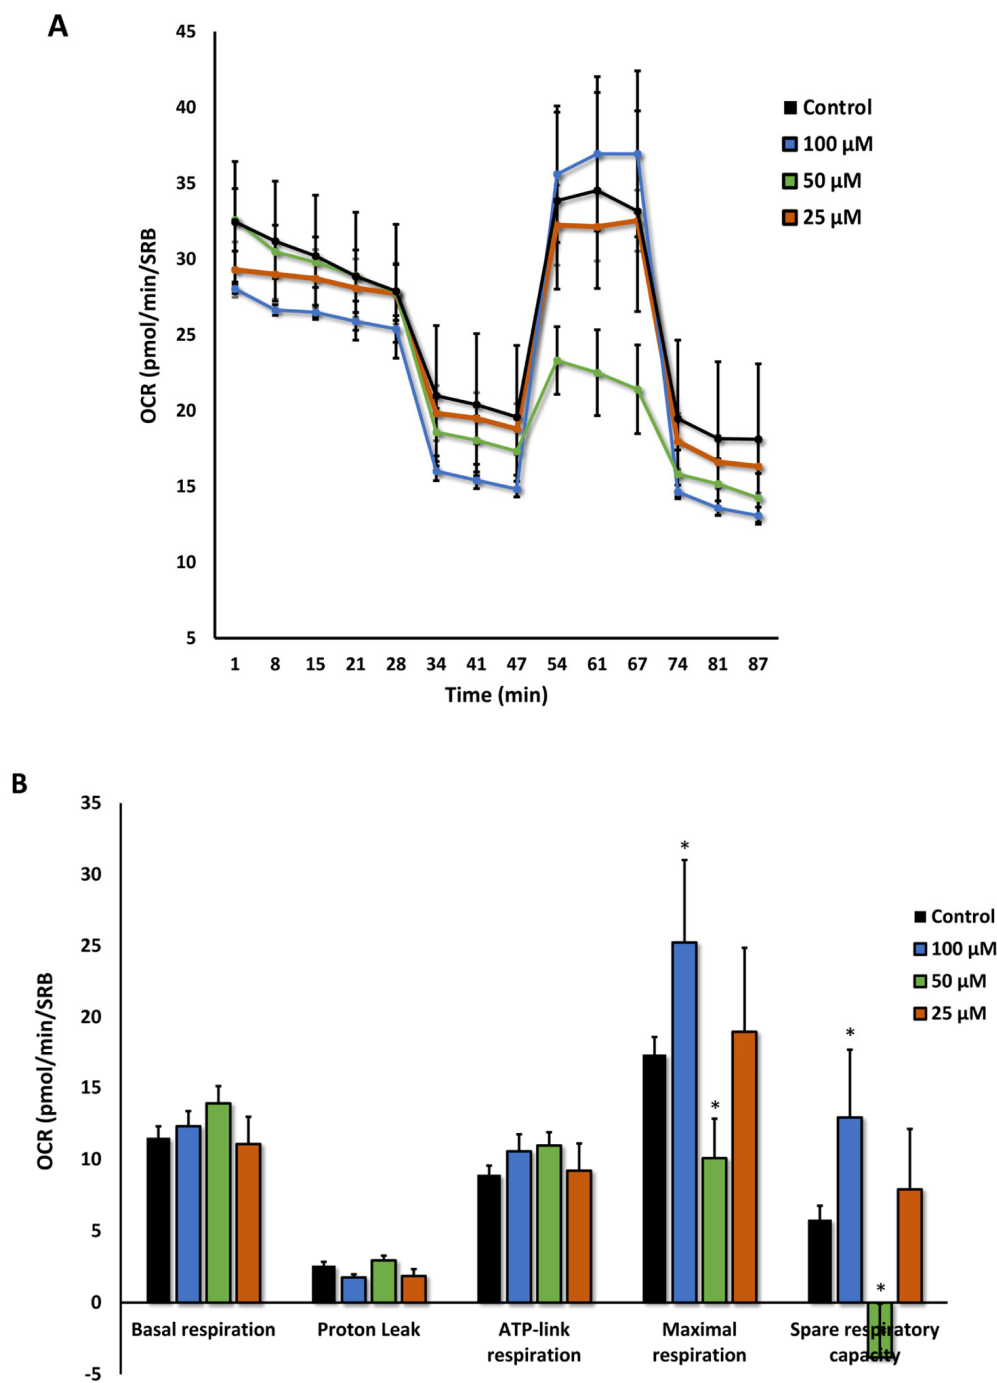 A
45
40
35
30
25
20
15
10
5
OCR (pmol/min/SRB
1 8 15 21 28 34 41 47 54 61 67 74 81 87
Time (min)
Control
100 µM
50 µM
25 µM
B
35
30
25
20
15
10
5
0
-5
OCR (pmol/min/SRB
*
*
*
*
Control
100 µM
50 µM
25 µM
Basal respiration
Proton Leak
ATP-link
respiration
Maximal
respiration
Spare respiratory
capacity